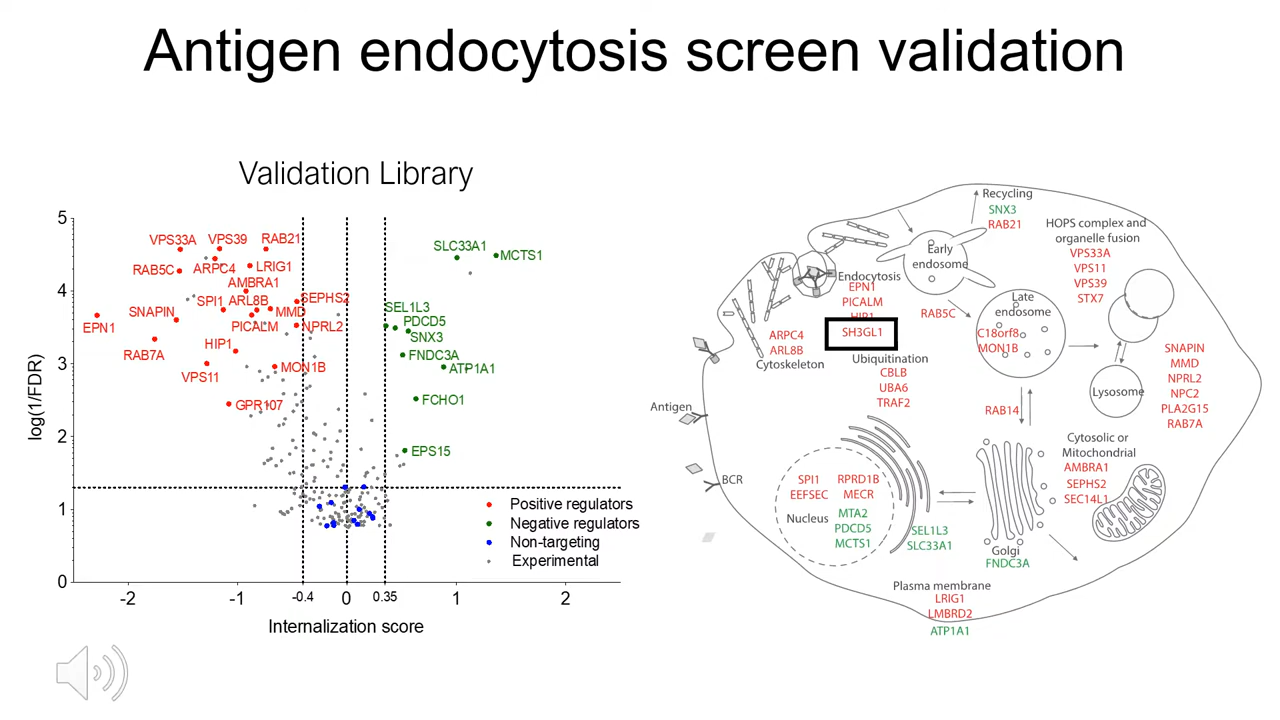 Antigen endocytosis screen validation
Validation Library
log(1/FDR)
5
4
3
2
1
0
VPS33A
VPS39
RAB21
RAB5C
ARPC4
LRIG1
AMBRA1
SNAPIN
SPI1
ARL8B
SEPHS2
MMD
EPN1
PICALM
NPRL2
RAB7A
HIP1
VPS11
MON1B
GPR107
SLC33A1
MCTS1
SEL1L3
PDCD5
SNX3
FNDC3A
ATP1A1
FCHO1
EPS15
Positive regulators
Negative regulators
Non-targeting
Experimental
-2
-1
-0.4
0
0.35
1
2
Internalization score
Recycling
SNX3
RAB21
Early
endosome
HOPS complex and
organelle fusion
VPS33A
VPS11
VPS39
STX7
Endocytosis
EPN1
PICALM
HIP1
SH3GL1
RAB5C
Late
endosome
C18orf8
MON1B
ARPC4
ARL8B
Cytoskeleton
Ubiquitination
CBLB
UBA6
TRAF2
Lysosome
SNAPIN
MMD
NPRL2
NPC2
PLA2G15
RAB7A
Antigen
BCR
RAB14
Cytosolic or
Mitochondrial
AMBRA1
SEPHS2
SEC14L1
SPI1
EEFSEC
RPRD1B
MECR
Nucleus
MTA2
PDCD5
MCTS1
SEL1L3
SLC33A1
Golgi
FNDC3A
Plasma membrane
LRIG1
LMBRD2
ATP1A1